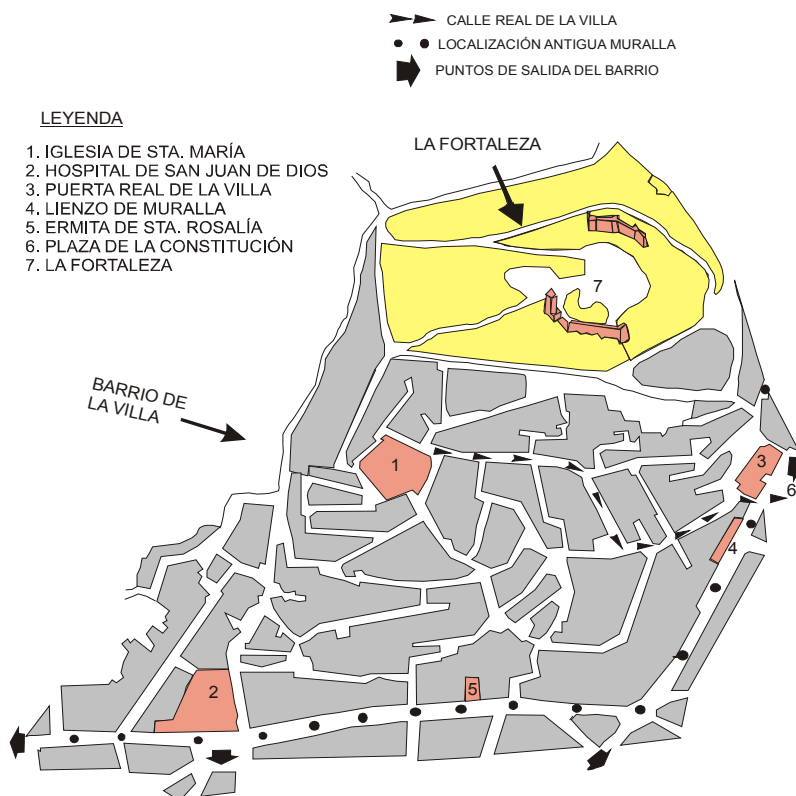 CALLE REAL DE LA VILLA
LOCALIZACIÓN ANTIGUA MURALLA
PUNTOS DE SALIDA DEL BARRIO
LEYENDA
1. IGLESIA DE STA. MARÍA
2. HOSPITAL DE SAN JUAN DE DIOS
3. PUERTA REAL DE LA VILLA
4. LIENZO DE MURALLA
5. ERMITA DE STA. ROSALÍA
6. PLAZA DE LA CONSTITUCIÓN
7. LA FORTALEZA
LA FORTALEZA
7
BARRIO DE
LA VILLA
1
3
6
4
2
5